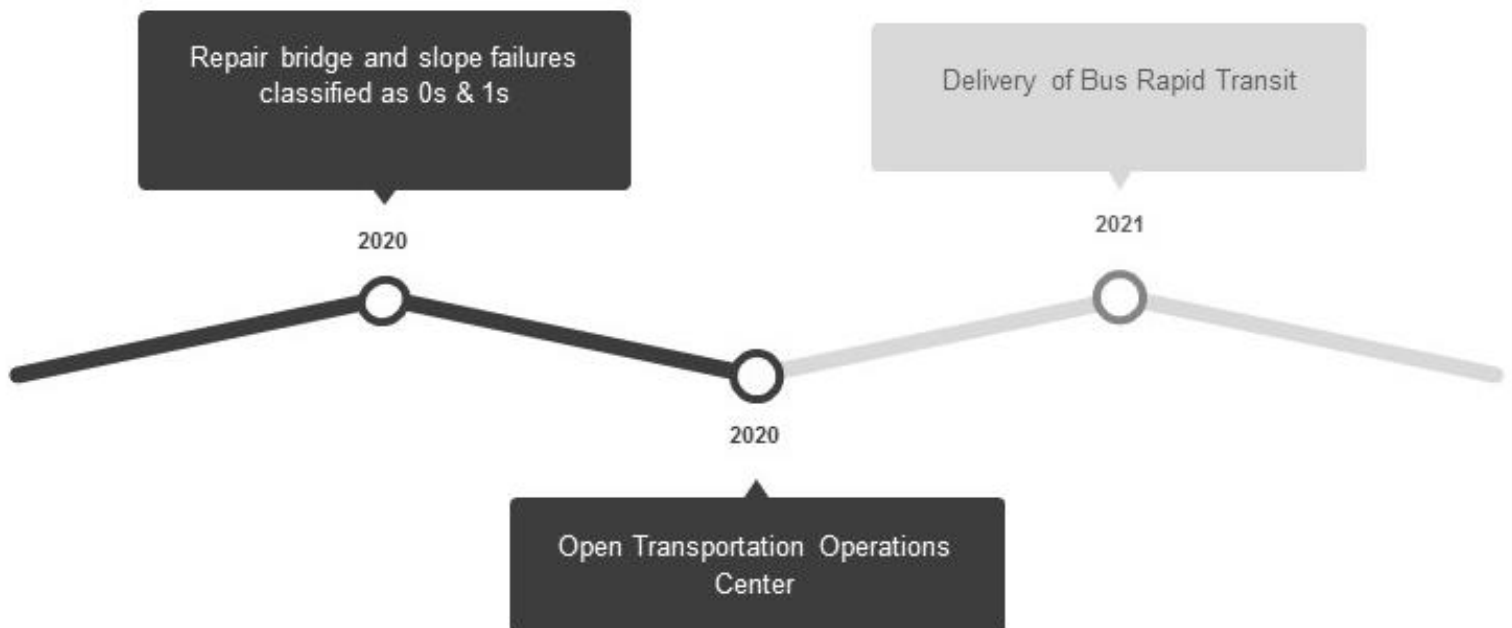 Repair bridge and slope failures
classified as 0s & 1s
2020
Delivery of Bus Rapid Transit
2021
2020
Open Transportation Operations
Center